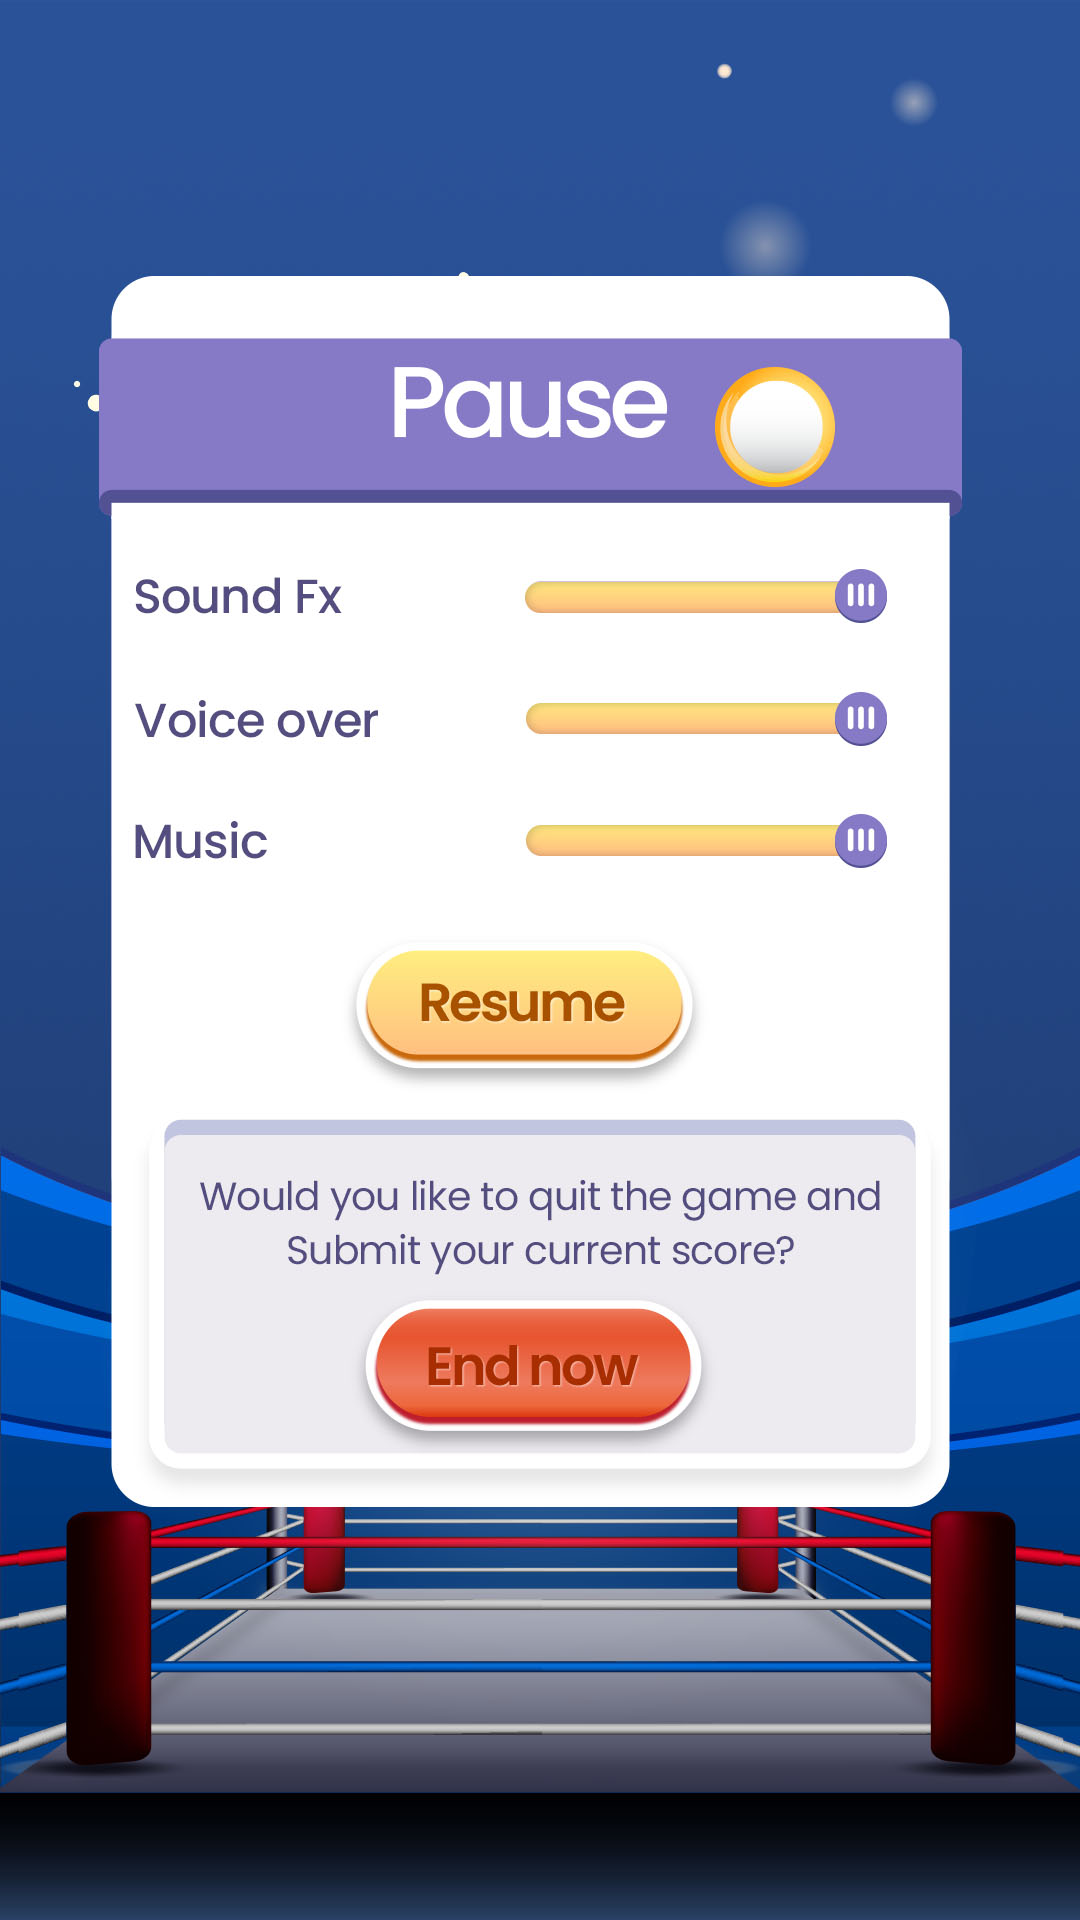 Pause
Sound Fx
Voice over
Music
Resume
Would you like to quit the game and
Submit your current score?
End now